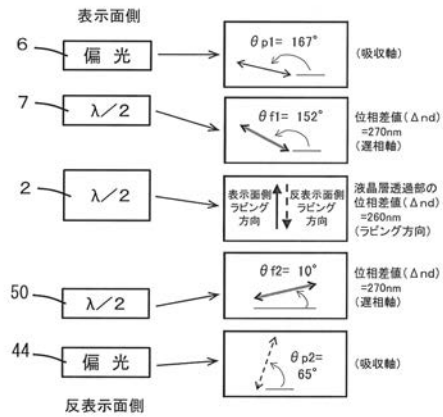 表示面側
6
偏 光
θp1= 167°
(吸収軸)
7
λ/2
θf1= 152°
位相差値(Δnd)
=270nm
(遅相軸)
2
λ/2
表示面側
ラビング
方向
反表示面側
ラビング
方向
液晶層透過部の
位相差値(Δnd)
=260nm
(ラビング方向)
50
λ/2
θf2= 10°
位相差値(Δnd)
=270nm
(遅相軸)
44
偏 光
θp2=
65°
(吸収軸)
反表示面側